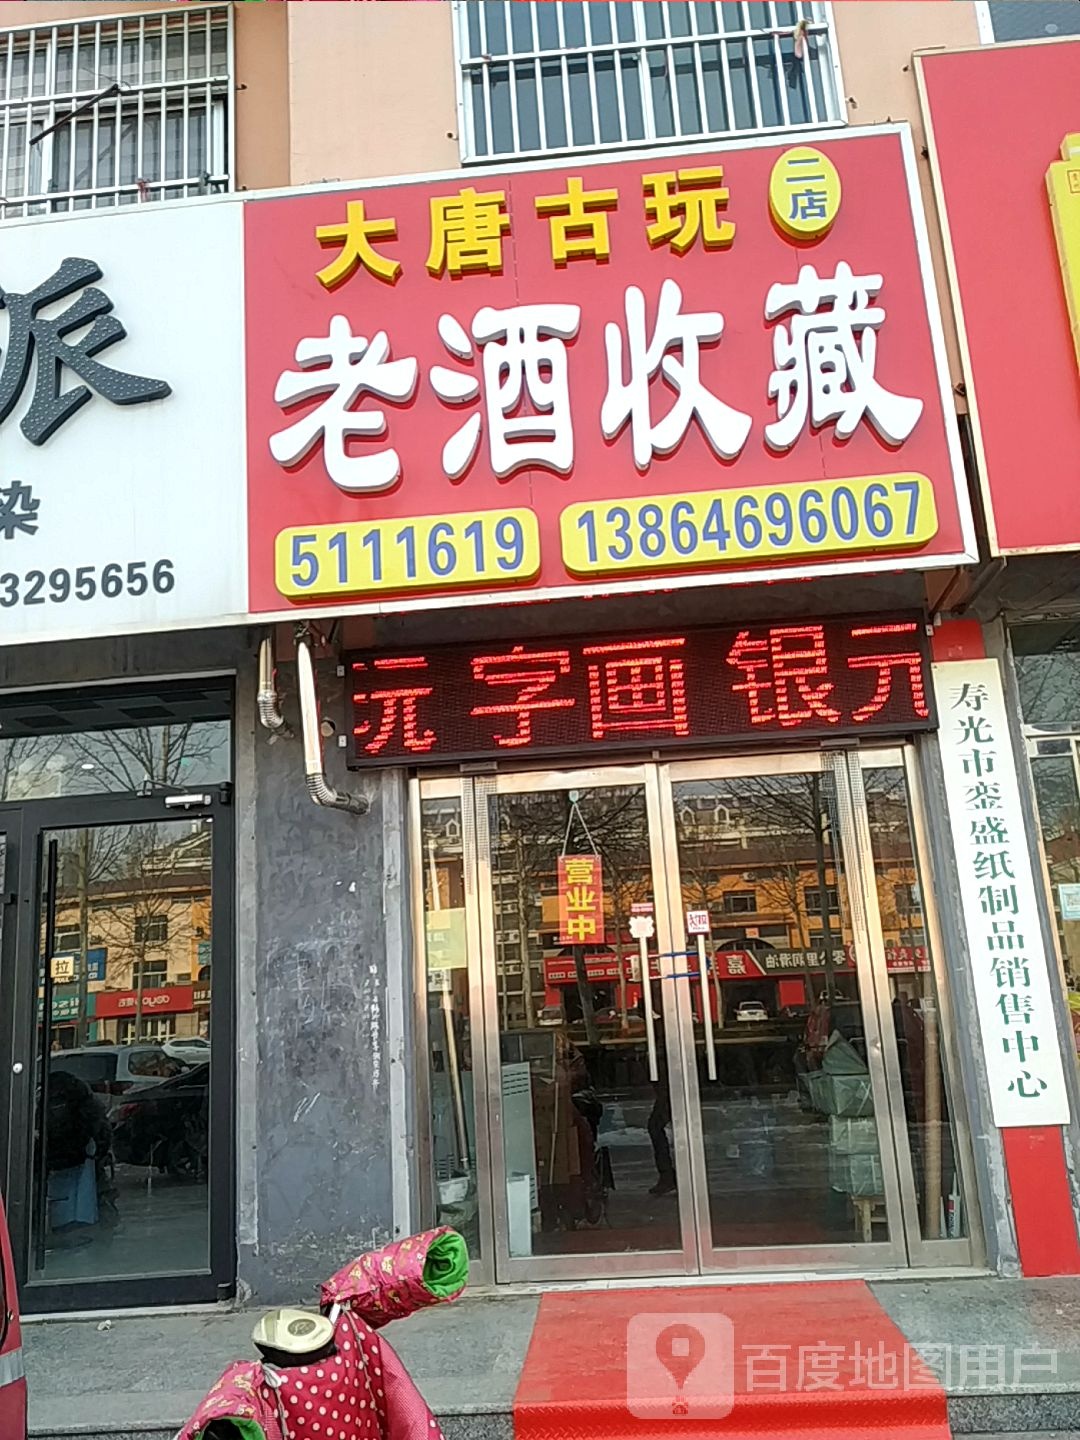 大唐古玩
二店
老酒收藏
5111619
13864696067
派
染
3295656
玩 字画 银元
寿光市銮盛纸制品销售中心
营业中
拉
百度地图用户